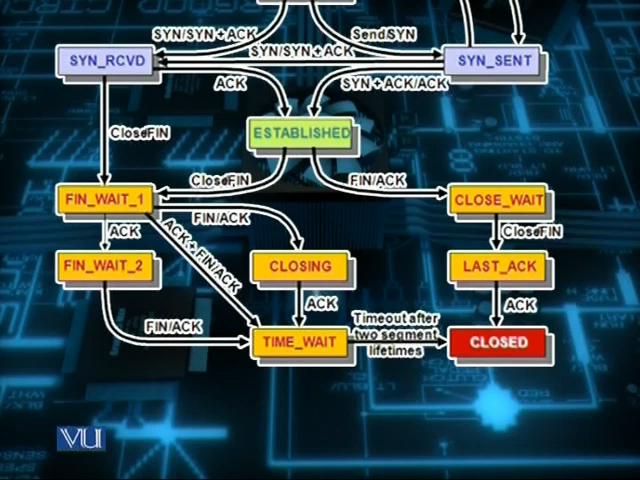 SYN/SYN + ACK
Send/SYN
SYN/SYN + ACK
SYN_RCVD
SYN_SENT
ACK
SYN + ACK/ACK
ESTABLISHED
Close/FIN
Close/FIN
FIN/ACK
FIN_WAIT_1
CLOSE_WAIT
FIN/ACK
ACK
ACK + FIN/ACK
Close/FIN
FIN_WAIT_2
CLOSING
LAST_ACK
ACK
ACK
Timeout after
two segment
lifetimes
FIN/ACK
TIME_WAIT
CLOSED
VU